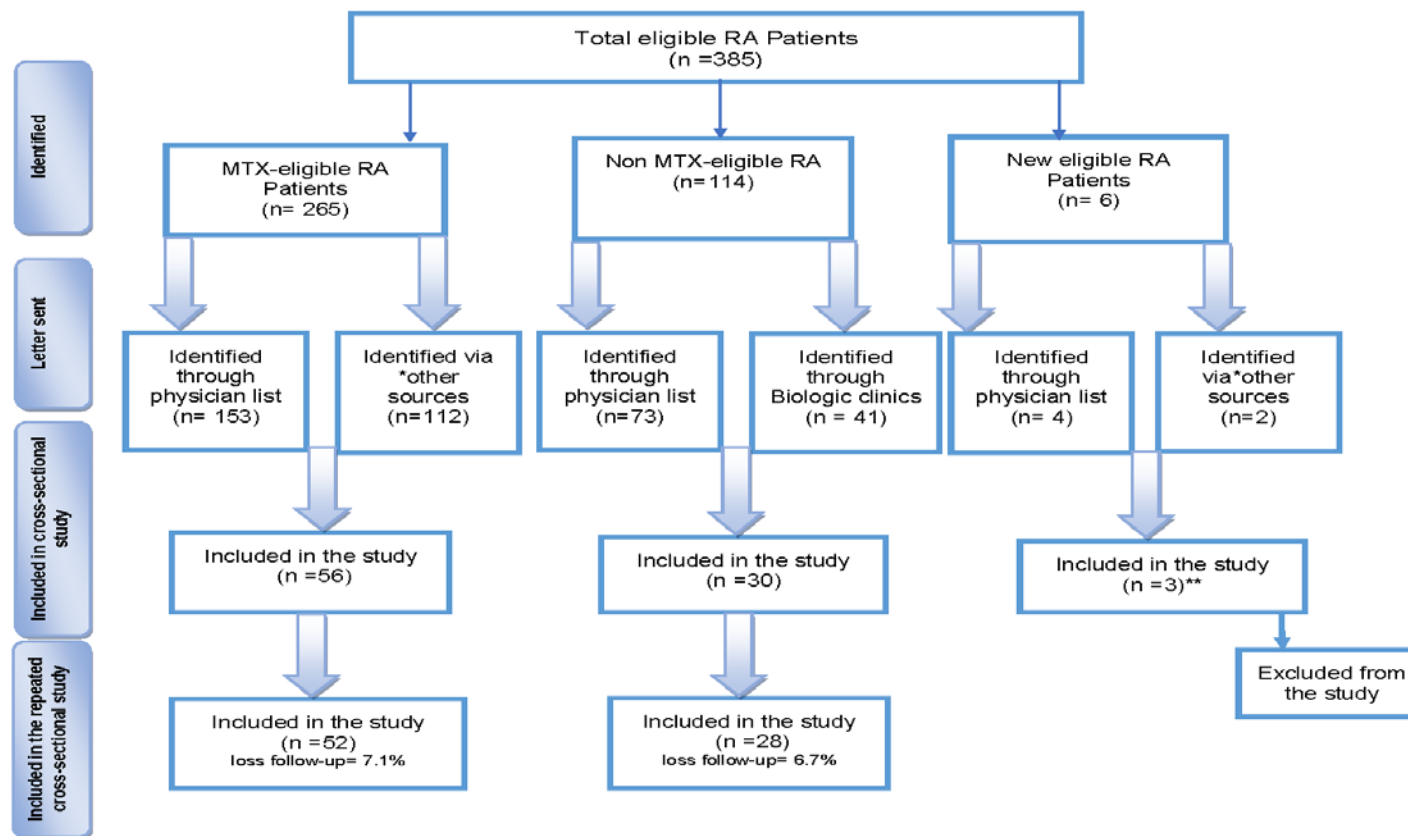 Identified
Total eligible RA Patients
(n =385)
MTX-eligible RA
Patients
(n= 265)
Non MTX-eligible RA
(n=114)
New eligible RA
Patients
(n= 6)
Letter sent
Identified
through
physician list
(n= 153)
Identified via
*other
sources
(n=112)
Identified
through
physician list
(n=73)
Identified
through
Biologic clinics
(n = 41)
Identified
through
physician list
(n= 4)
Identified
via*other
sources
(n=2)
Included in cross-sectional
study
Included in the study
(n =56)
Included in the study
(n =30)
Included in the study
(n =3)**
Included in the repeated
cross-sectional study
Included in the study
(n =52)
loss follow-up= 7.1%
Included in the study
(n =28)
loss follow-up= 6.7%
Excluded from
the study